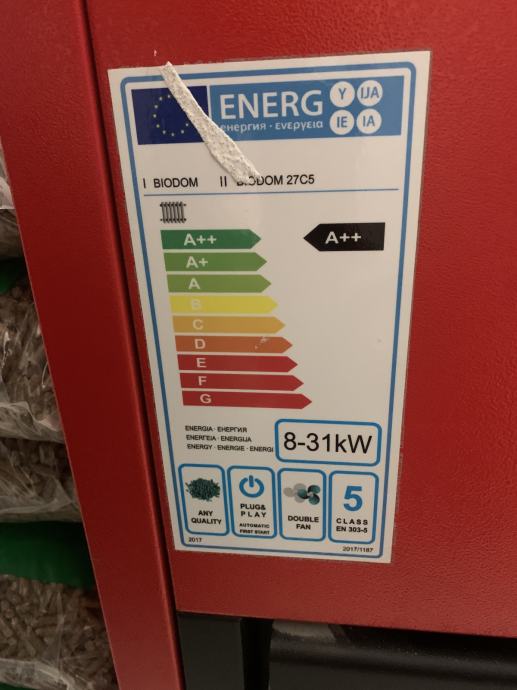 ENERG Y IJA
енергия · ενεργεια IE IA
I BIODOM II BIODOM 27C5
A++ A++
A+
A
B
C
D
E
F
G
ENERGIA · ЕНЕРГИЯ
ΕΝΕΡΓΕΙΑ · ENERGIJA
ENERGY · ENERGIE · ENERGI
8-31kW
ANY
QUALITY
PLUG&
PLAY
AUTOMATIC
FIRST START
DOUBLE
FAN
5
CLASS
EN 303-5
2017 2017/1187